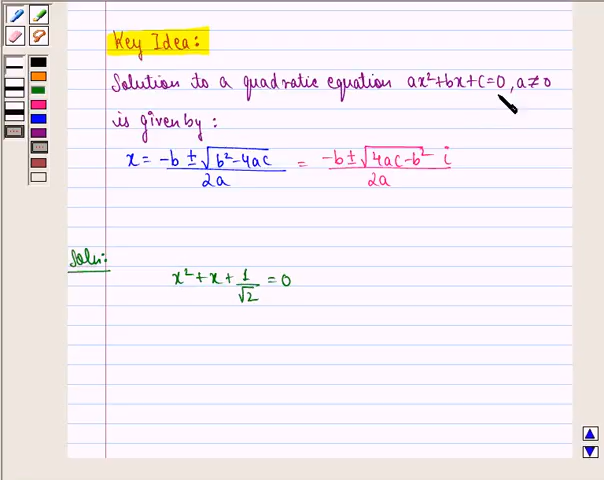 Key Idea:
Solution to a quadratic equation ax²+bx+c=0, a≠0
is given by:
x = (-b ± √(b²-4ac))/2a = (-b ± √(4ac-b²) i)/2a
Soln:
x² + x + 1/√2 = 0